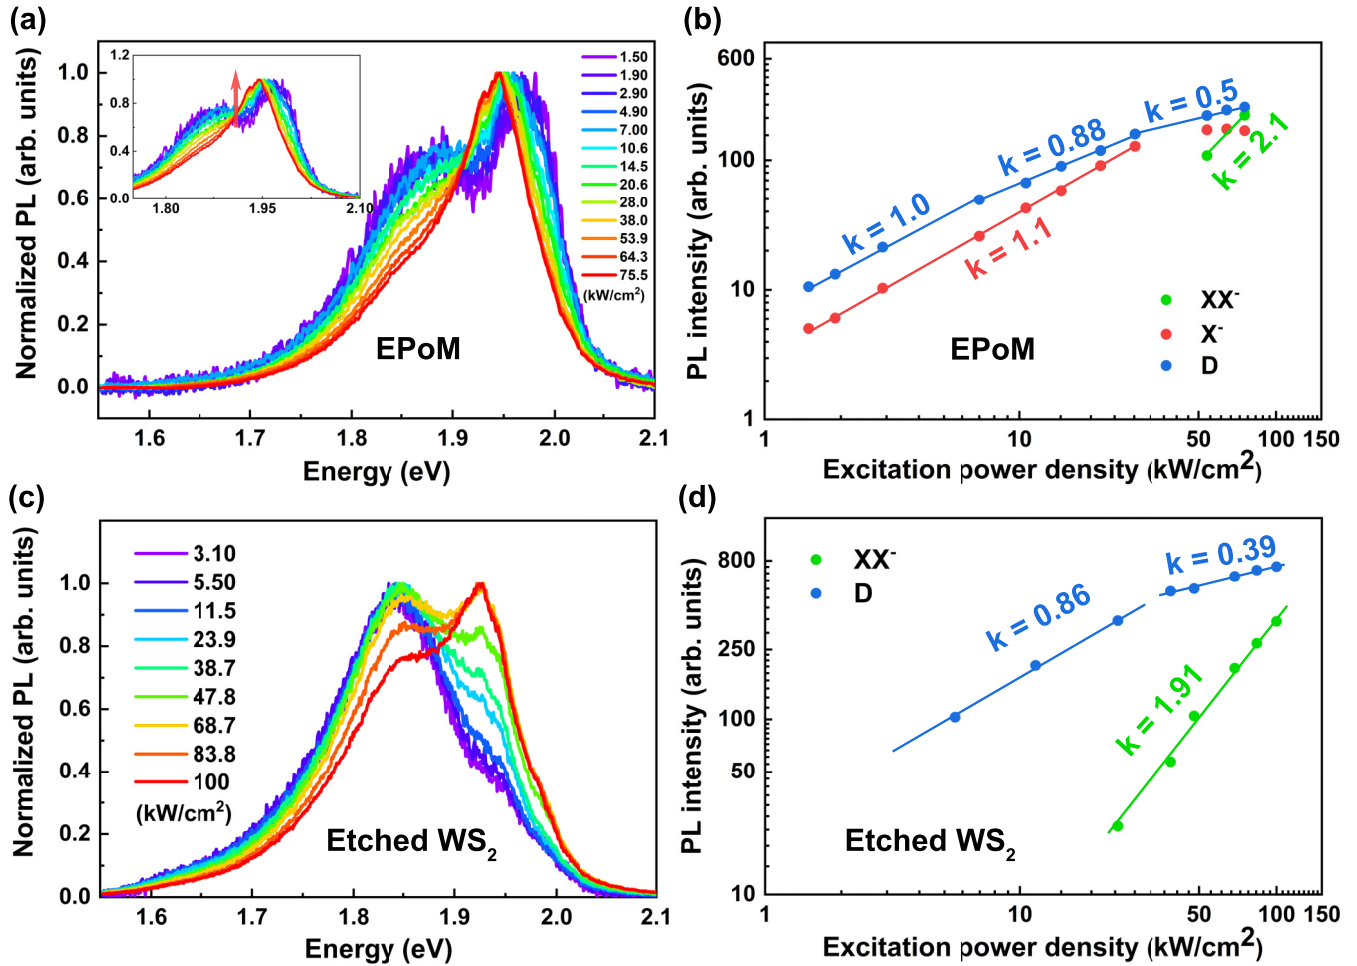 (a)
Normalized PL (arb. units)
1.0
0.8
0.6
0.4
0.2
0.0
1.2
0.8
0.4
0.0
1.80
1.95
2.10
1.50
1.90
2.90
4.90
7.00
10.6
14.5
20.6
28.0
38.0
53.9
64.3
75.5
(kW/cm2)
EPoM
1.6
1.7
1.8
1.9
2.0
2.1
Energy (eV)
(b)
PL intensity (arb. units)
600
100
10
1
k = 1.0
k = 0.88
k = 0.5
k = 1.1
k = 2.1
XX-
X-
D
EPoM
1
10
50
100
150
Excitation power density (kW/cm2)
(c)
Normalized PL (arb. units)
1.0
0.8
0.6
0.4
0.2
0.0
3.10
5.50
11.5
23.9
38.7
47.8
68.7
83.8
100
(kW/cm2)
Etched WS2
1.6
1.7
1.8
1.9
2.0
2.1
Energy (eV)
(d)
PL intensity (arb. units)
800
250
100
50
10
XX-
D
k = 0.86
k = 0.39
k = 1.91
Etched WS2
1
10
50
100
150
Excitation power density (kW/cm2)